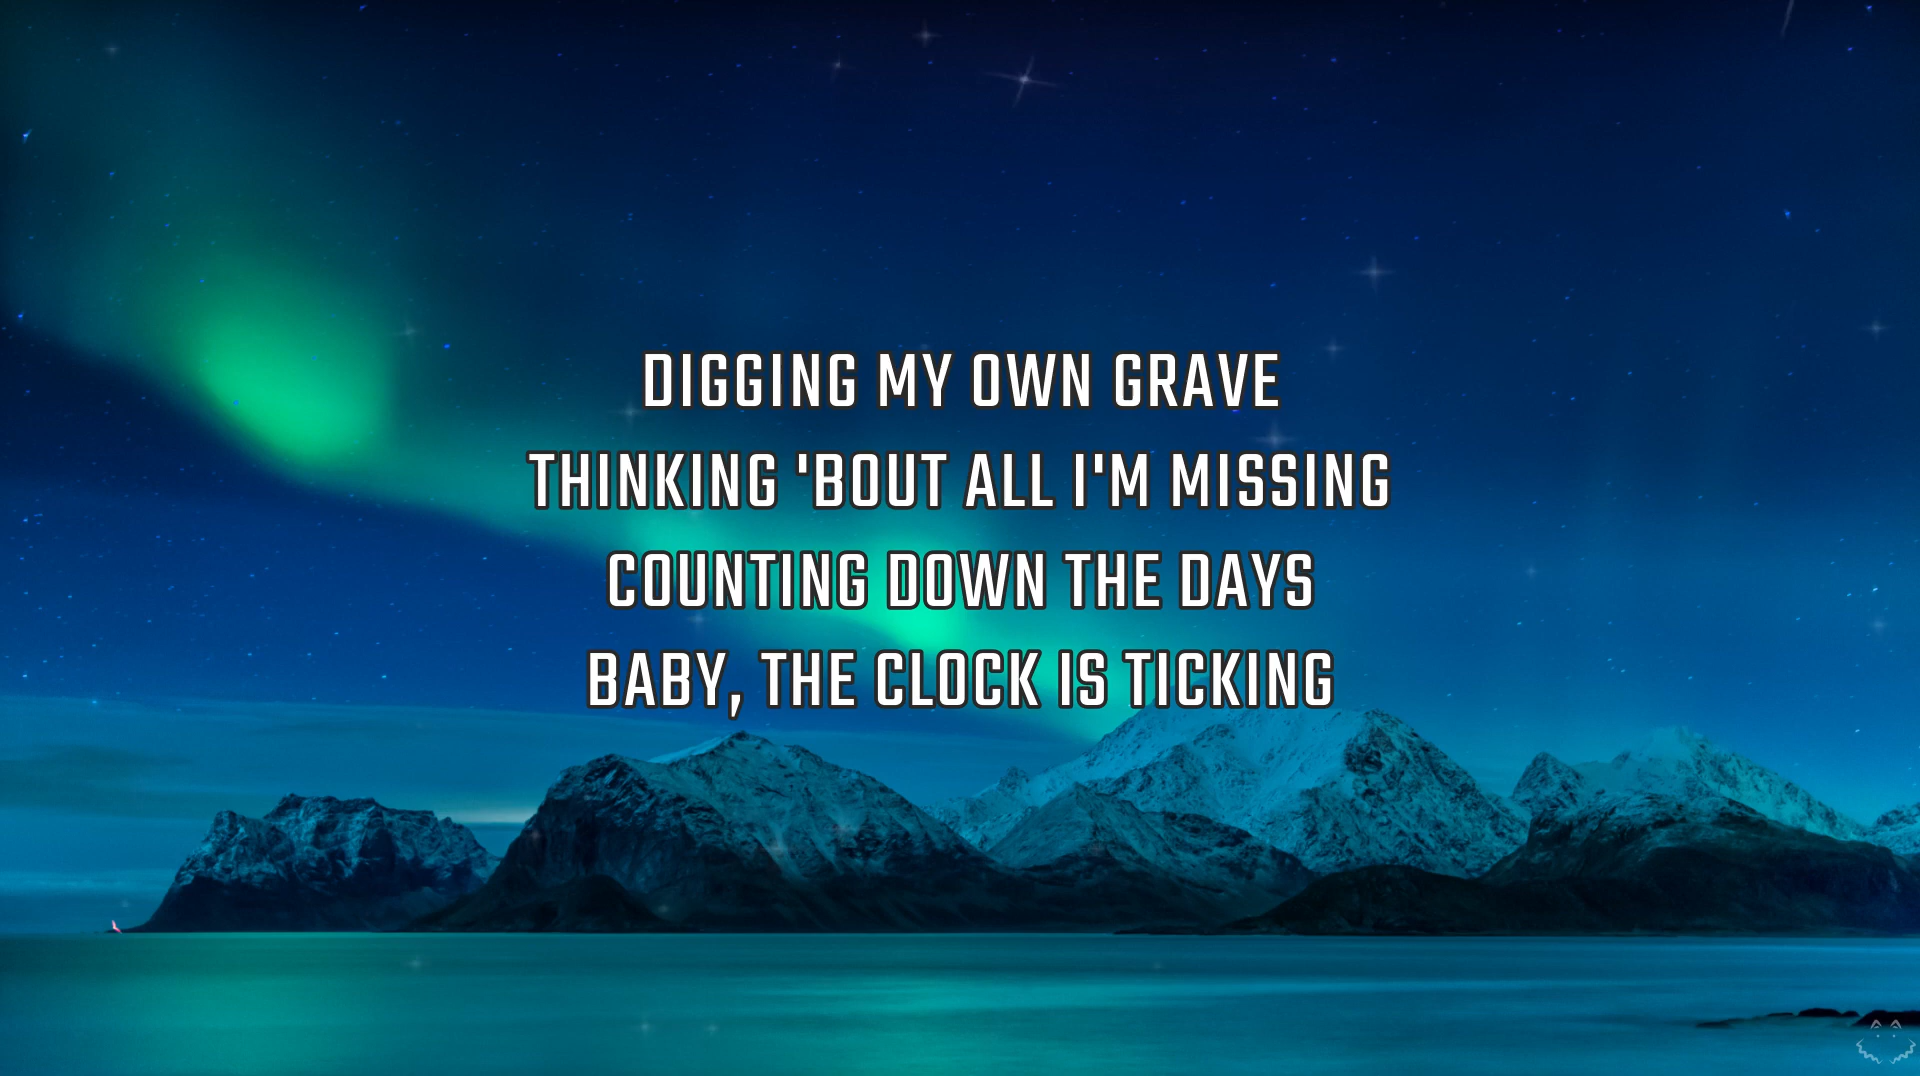 DIGGING MY OWN GRAVE
THINKING 'BOUT ALL I'M MISSING
COUNTING DOWN THE DAYS
BABY, THE CLOCK IS TICKING